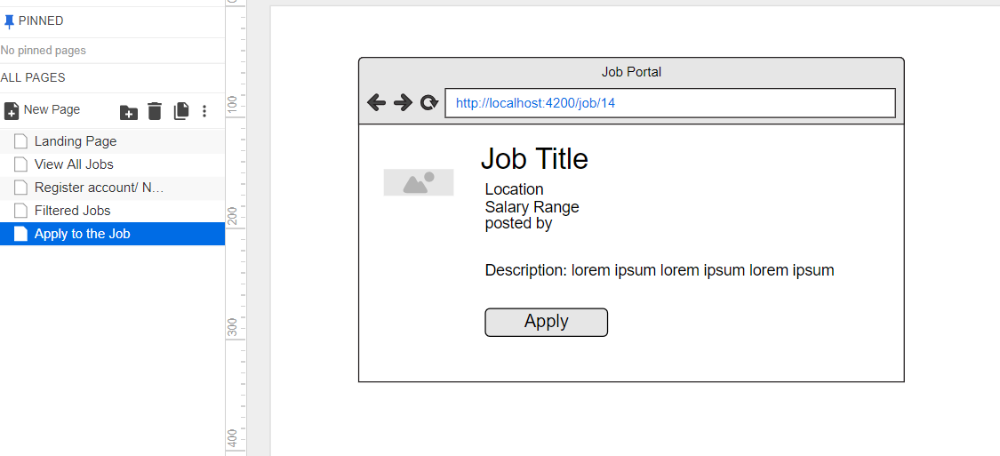 PINNED
No pinned pages
ALL PAGES
New Page
Landing Page
View All Jobs
Register account/ N...
Filtered Jobs
Apply to the Job
100
200
300
400
Job Portal
http://localhost:4200/job/14
Job Title
Location
Salary Range
posted by
Description: lorem ipsum lorem ipsum lorem ipsum
Apply